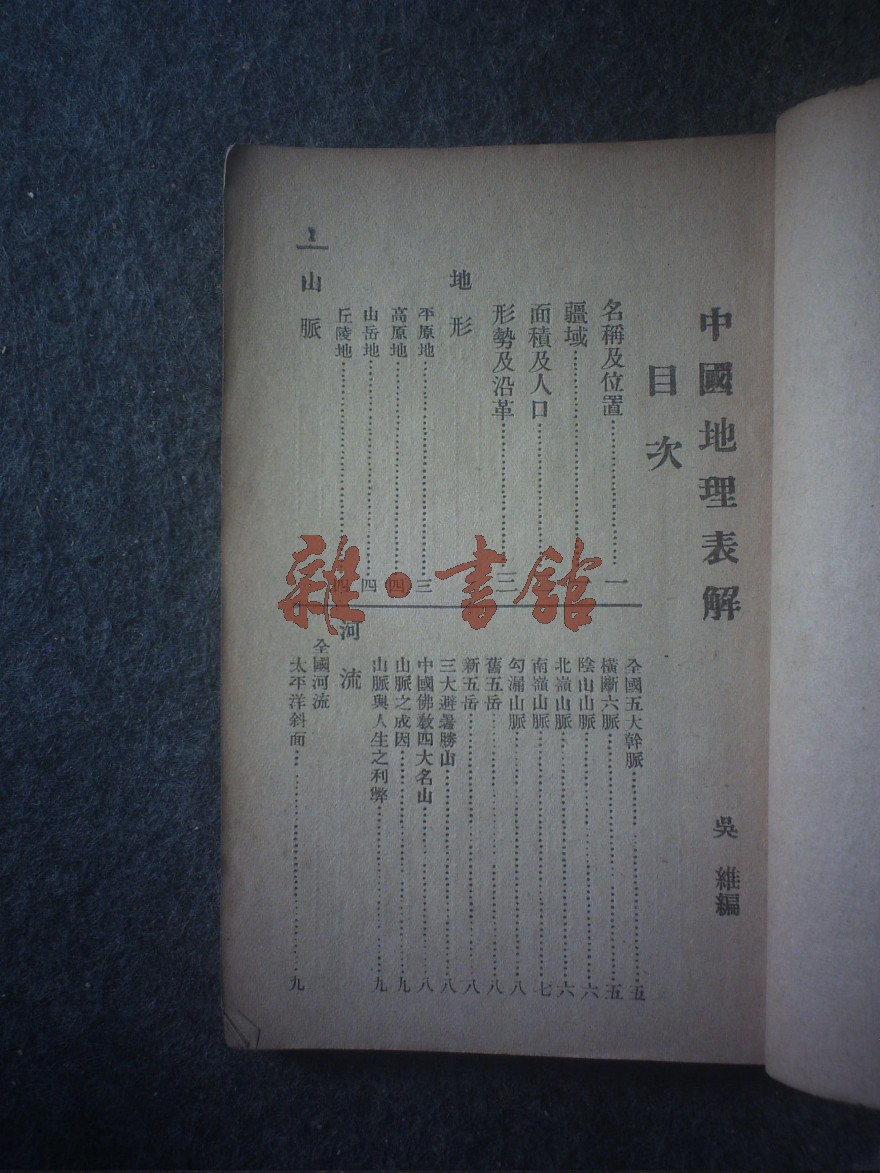 中國地理表解
吳維編
目次
名稱及位置……一
疆域……
面積及人口……
形勢及沿革……三
地形
平原地……三
高原地……四
山岳地……四
丘陵地……四
山脈
全國五大幹脈……五
橫斷六脈……五
陰山山脈……六
北嶺山脈……六
南嶺山脈……七
勾漏山脈……八
舊五岳……八
新五岳……八
三大避暑勝山……八
中國佛教四大名山……八
山脈之成因……九
山脈與人生之利弊……九
河流
全國河流
太平洋斜面……九
1
雜·書館